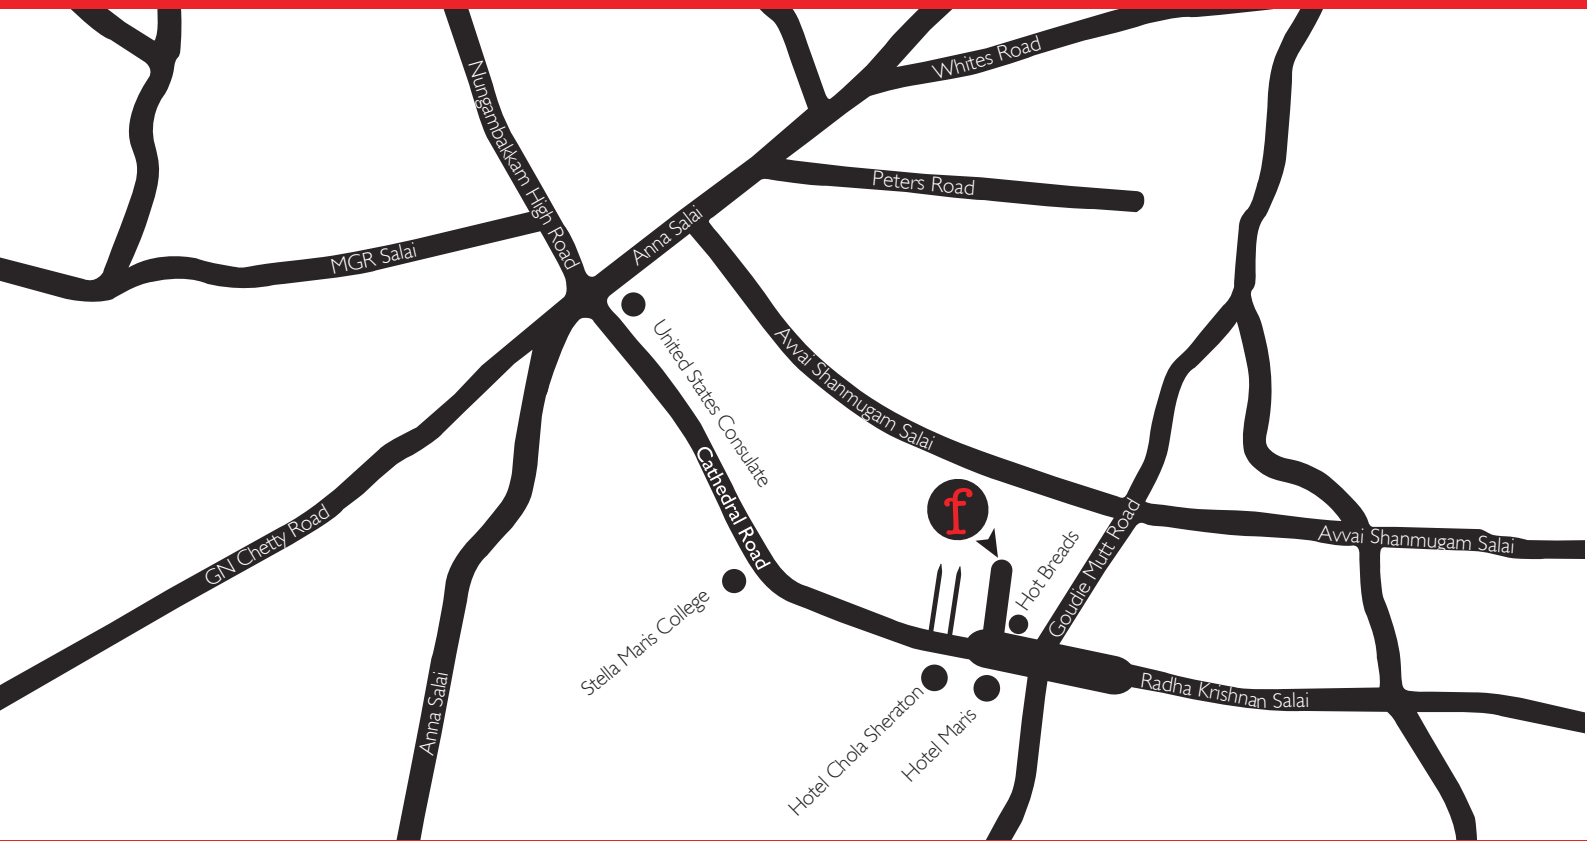 Whites Road
Nungambakkam High Road
Peters Road
Anna Salai
MGR Salai
United States Consulate
Avvai Shanmugam Salai
Cathedral Road
f
GN Chetty Road
Hot Breads
Goudie Mutt Road
Avvai Shanmugam Salai
Stella Maris College
Anna Salai
Radha Krishnan Salai
Hotel Chola Sheraton
Hotel Maris